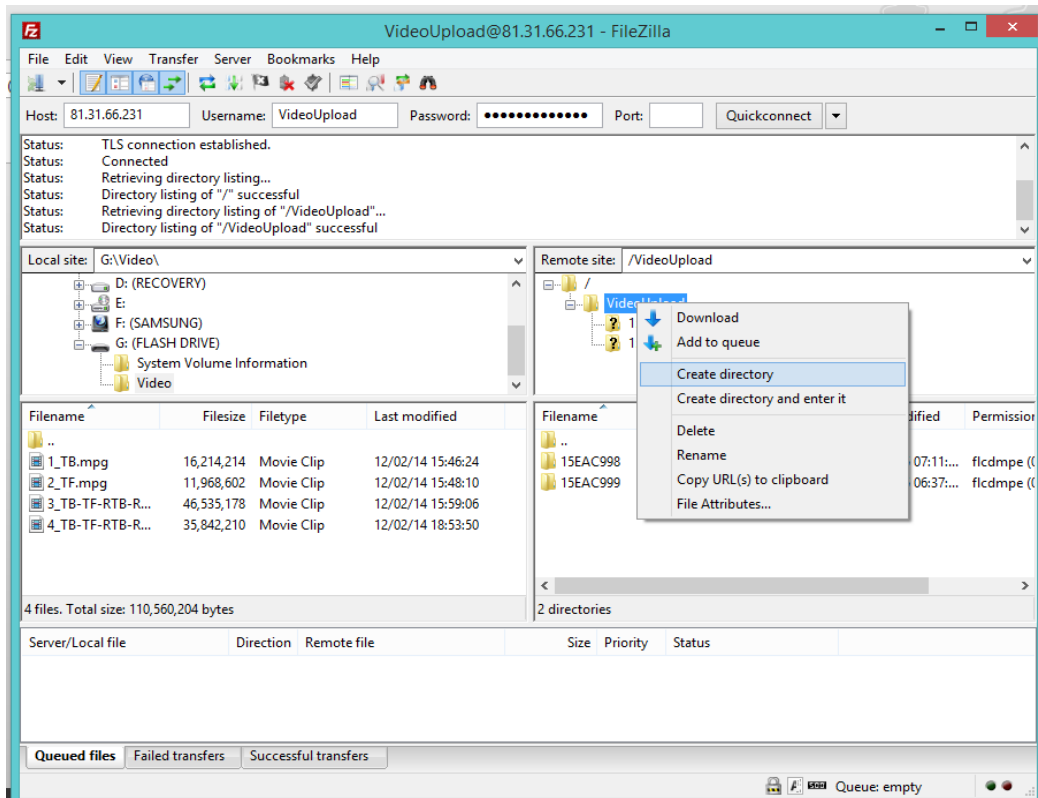 VideoUpload@81.31.66.231 - FileZilla
File Edit View Transfer Server Bookmarks Help
Host: 81.31.66.231 Username: VideoUpload Password: ●●●●●●●●●●●●● Port: Quickconnect
Status: TLS connection established.
Status: Connected
Status: Retrieving directory listing...
Status: Directory listing of "/" successful
Status: Retrieving directory listing of "/VideoUpload"...
Status: Directory listing of "/VideoUpload" successful
Local site: G:\Video\
D: (RECOVERY)
E:
F: (SAMSUNG)
G: (FLASH DRIVE)
System Volume Information
Video
Remote site: /VideoUpload
/
VideoUpload
1
1
Download
Add to queue
Create directory
Create directory and enter it
Delete
Rename
Copy URL(s) to clipboard
File Attributes...
Filename Filesize Filetype Last modified
..
1_TB.mpg 16,214,214 Movie Clip 12/02/14 15:46:24
2_TF.mpg 11,968,602 Movie Clip 12/02/14 15:48:10
3_TB-TF-RTB-R... 46,535,178 Movie Clip 12/02/14 15:59:06
4_TB-TF-RTB-R... 35,842,210 Movie Clip 12/02/14 18:53:50
4 files. Total size: 110,560,204 bytes
Filename dified Permission
..
15EAC998 07:11:... flcdmpe ((
15EAC999 06:37:... flcdmpe ((
2 directories
Server/Local file Direction Remote file Size Priority Status
Queued files Failed transfers Successful transfers
Queue: empty